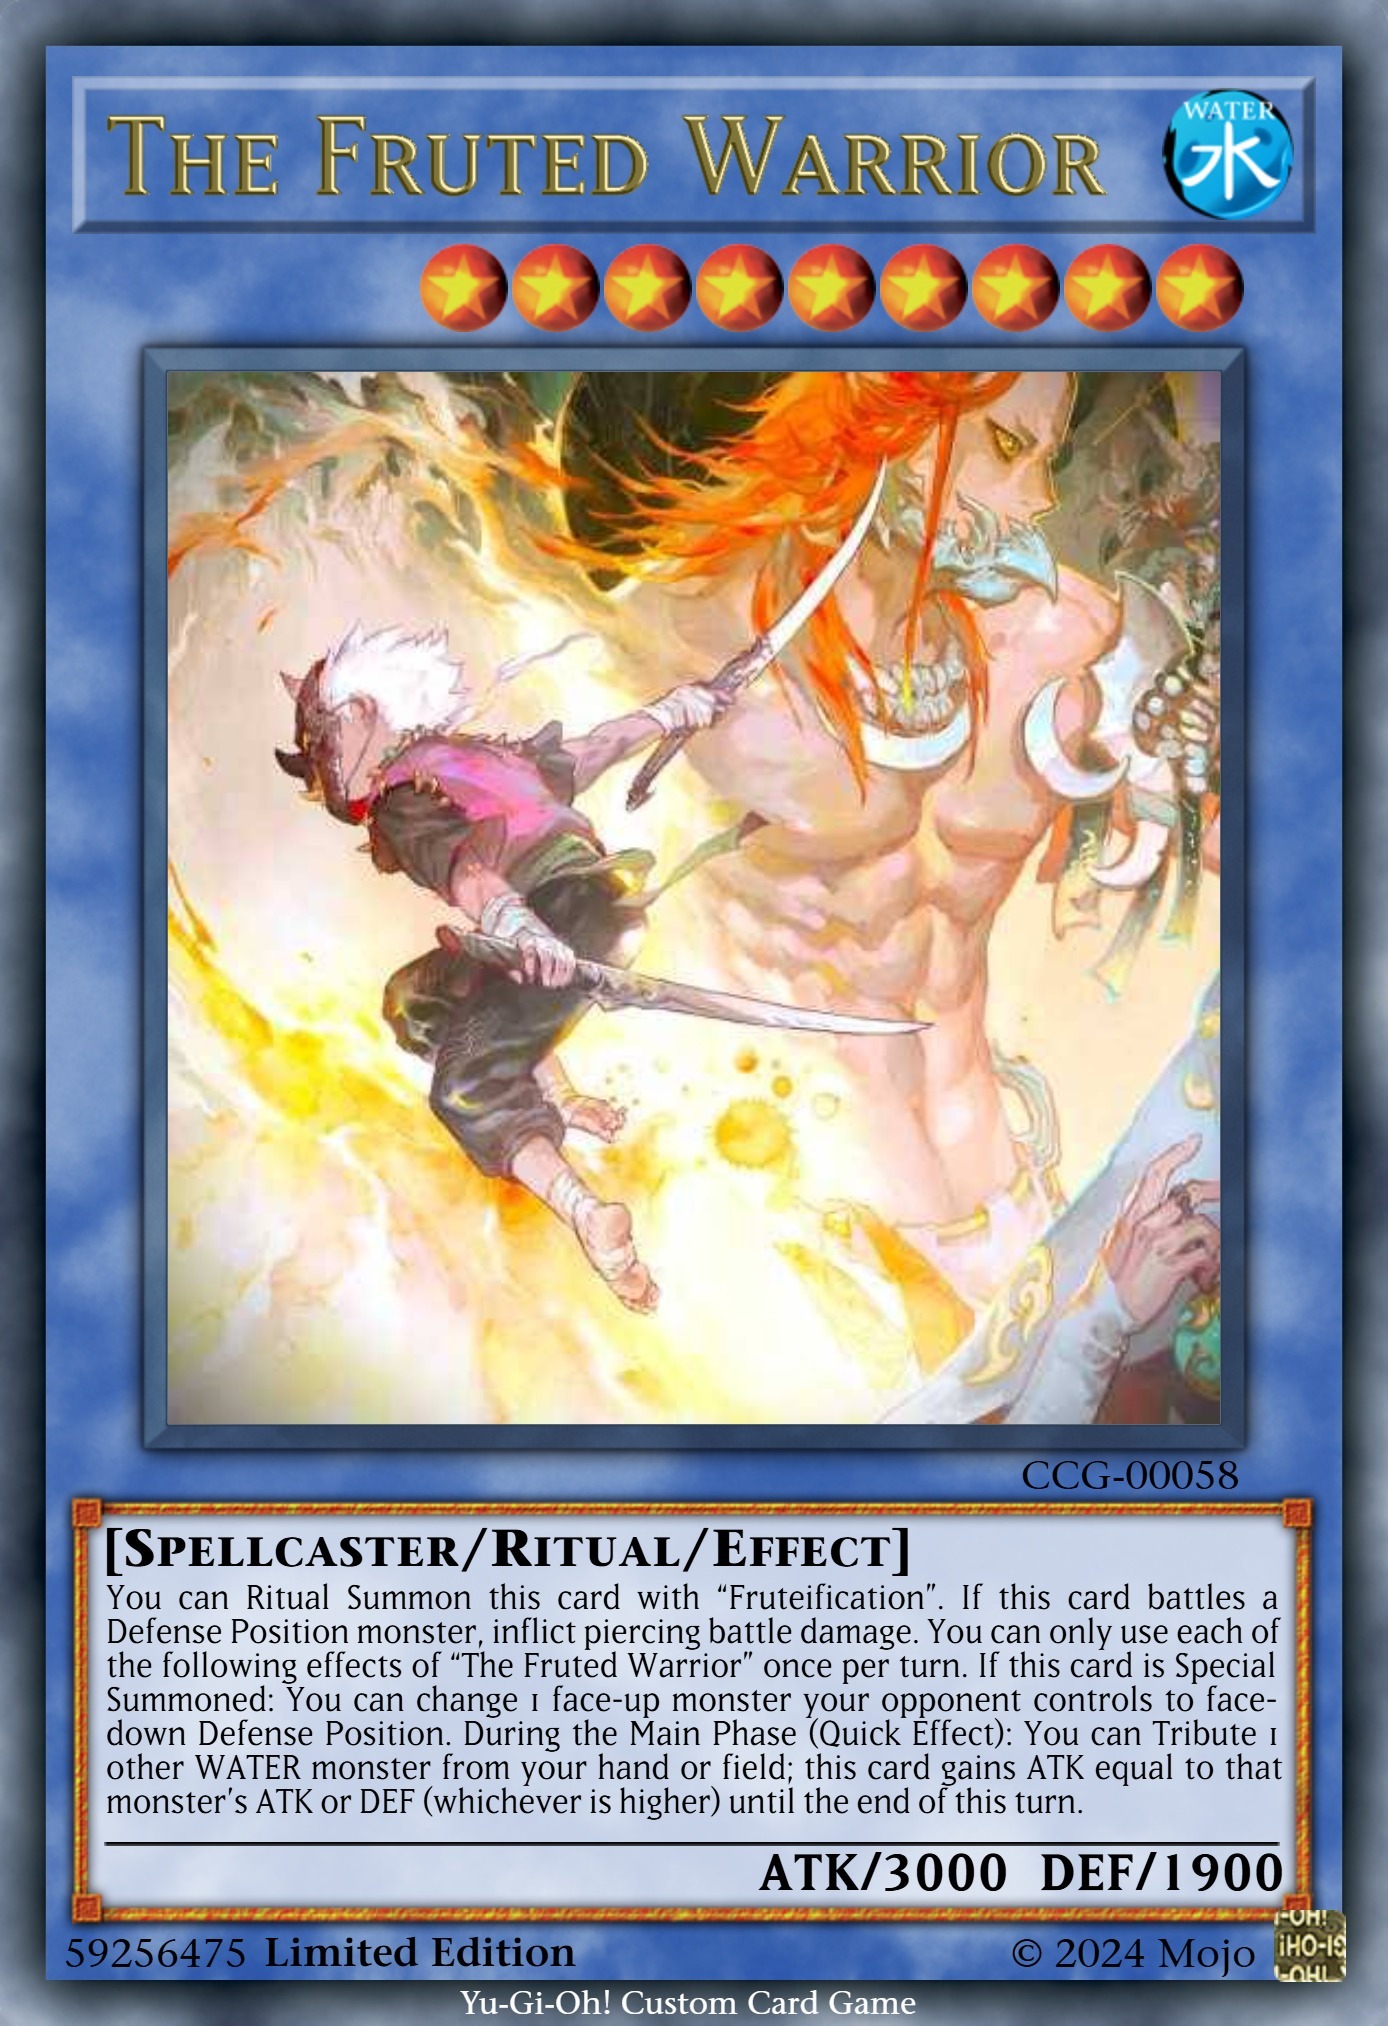 The Fruted Warrior
WATER
水
CCG-00058
[Spellcaster/Ritual/Effect]
You can Ritual Summon this card with “Fruteification”. If this card battles a
Defense Position monster, inflict piercing battle damage. You can only use each of
the following effects of “The Fruted Warrior” once per turn. If this card is Special
Summoned: You can change 1 face-up monster your opponent controls to face-
down Defense Position. During the Main Phase (Quick Effect): You can Tribute 1
other WATER monster from your hand or field; this card gains ATK equal to that
monster's ATK or DEF (whichever is higher) until the end of this turn.
ATK/3000 DEF/1900
59256475 Limited Edition
© 2024 Mojo
Yu-Gi-Oh! Custom Card Game